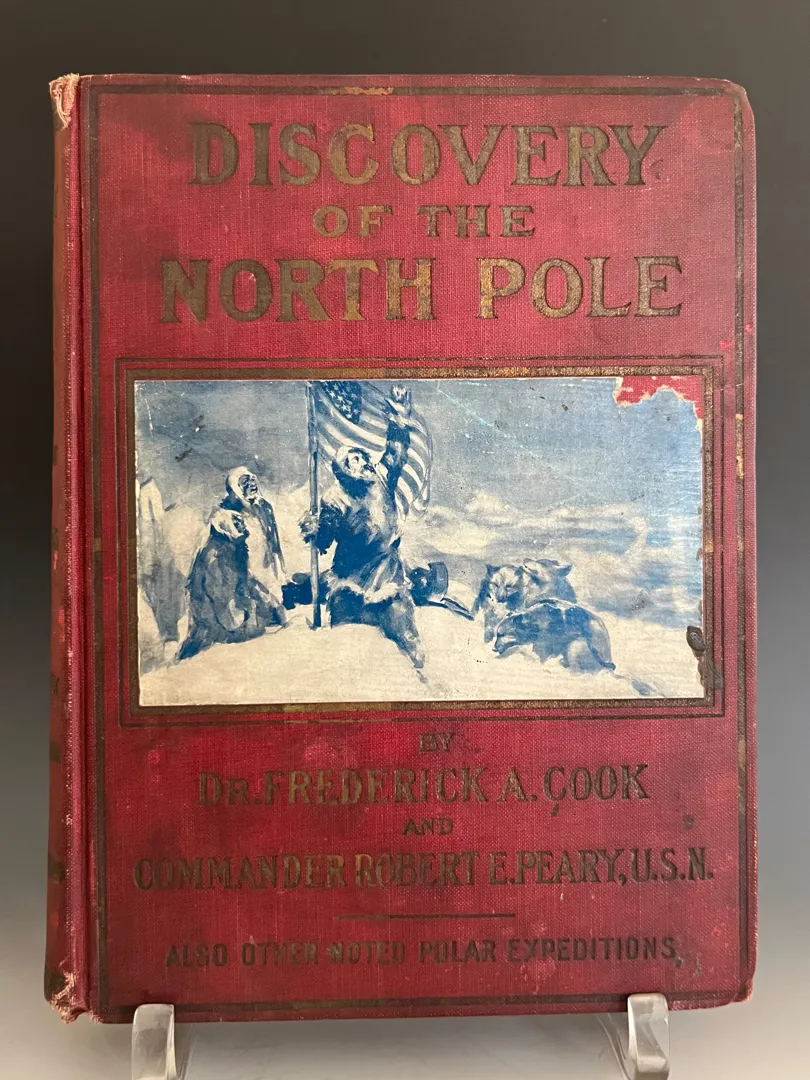 DISCOVERY
OF THE
NORTH POLE
BY
DR. FREDERICK A. COOK
AND
COMMANDER ROBERT E. PEARY, U.S.N.
ALSO OTHER NOTED POLAR EXPEDITIONS